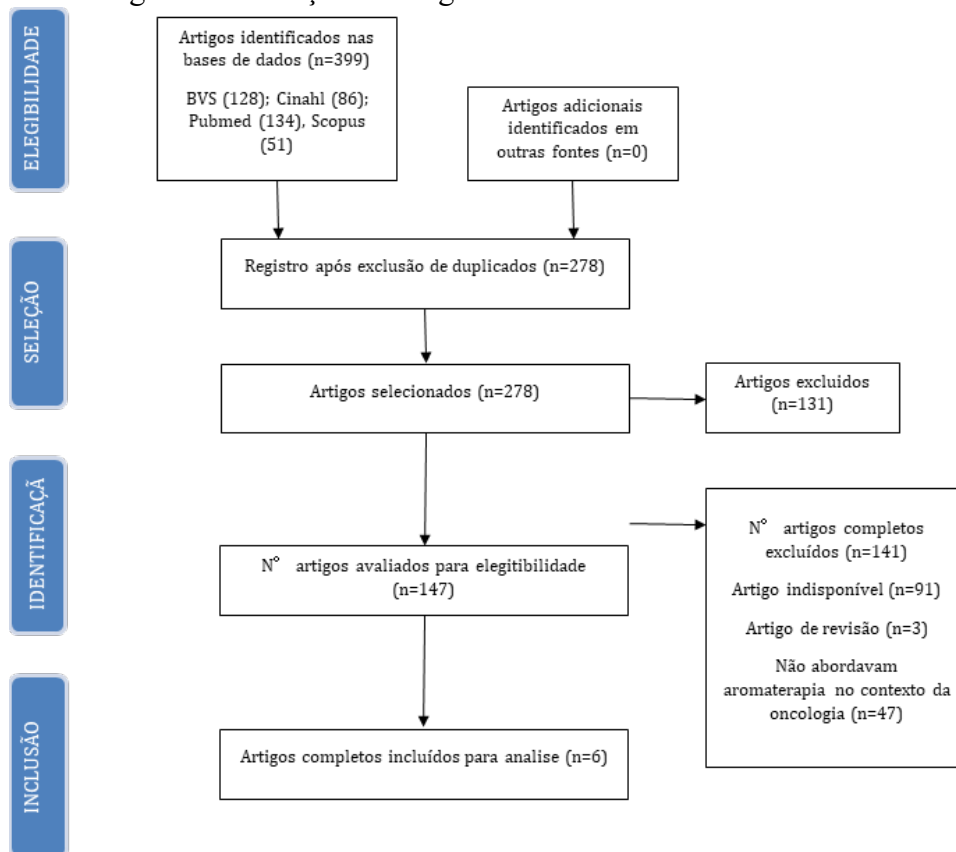 ELEGIBILIDADE
Artigos identificados nas
bases de dados (n=399)
BVS (128); Cinahl (86);
Pubmed (134), Scopus
(51)
Artigos adicionais
identificados em
outras fontes (n=0)
SELEÇÃO
Registro após exclusão de duplicados (n=278)
Artigos selecionados (n=278)
Artigos excluidos
(n=131)
IDENTIFICAÇÃ
N° artigos avaliados para elegitibilidade
(n=147)
N° artigos completos
excluídos (n=141)
Artigo indisponível (n=91)
Artigo de revisão (n=3)
Não abordavam
aromaterapia no contexto da
oncologia (n=47)
INCLUSÃO
Artigos completos incluídos para analise (n=6)